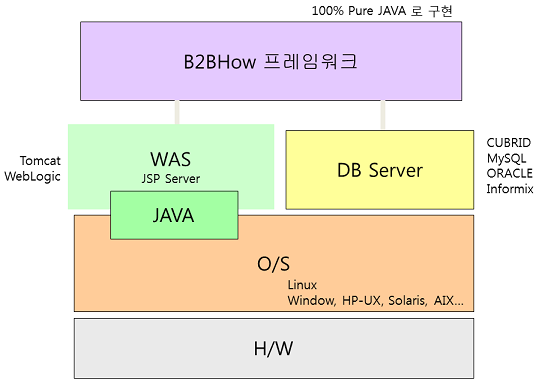 100% Pure JAVA 로 구현
B2BHow 프레임워크
Tomcat
WebLogic
WAS
JSP Server
JAVA
DB Server
CUBRID
MySQL
ORACLE
Informix
O/S
Linux
Window, HP-UX, Solaris, AIX...
H/W